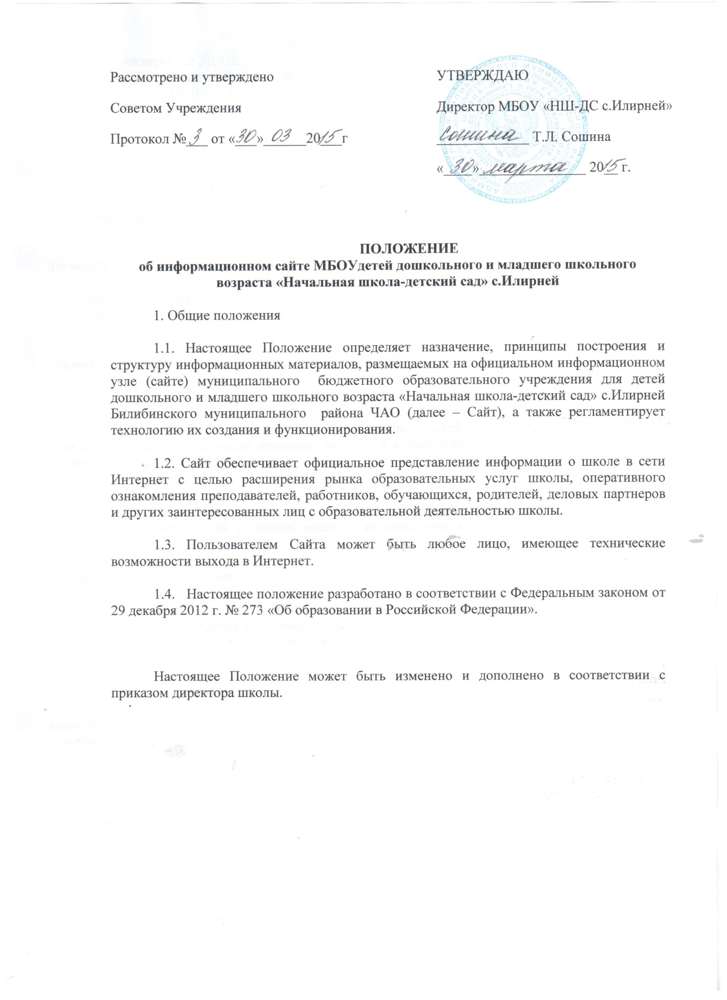 Рассмотрено и утверждено
Советом Учреждения
Протокол № 3 от «30» 03 2015 г
УТВЕРЖДАЮ
Директор МБОУ «НШ-ДС с.Илирней»
Сошина Т.Л. Сошина
«30» марта 2015 г.
ПОЛОЖЕНИЕ
об информационном сайте МБОУдетей дошкольного и младшего школьного
возраста «Начальная школа-детский сад» с.Илирней
1. Общие положения
1.1. Настоящее Положение определяет назначение, принципы построения и
структуру информационных материалов, размещаемых на официальном информационном
узле (сайте) муниципального бюджетного образовательного учреждения для детей
дошкольного и младшего школьного возраста «Начальная школа-детский сад» с.Илирней
Билибинского муниципального района ЧАО (далее – Сайт), а также регламентирует
технологию их создания и функционирования.
1.2. Сайт обеспечивает официальное представление информации о школе в сети
Интернет с целью расширения рынка образовательных услуг школы, оперативного
ознакомления преподавателей, работников, обучающихся, родителей, деловых партнеров
и других заинтересованных лиц с образовательной деятельностью школы.
1.3. Пользователем Сайта может быть любое лицо, имеющее технические
возможности выхода в Интернет.
1.4. Настоящее положение разработано в соответствии с Федеральным законом от
29 декабря 2012 г. № 273 «Об образовании в Российской Федерации».
Настоящее Положение может быть изменено и дополнено в соответствии с
приказом директора школы.